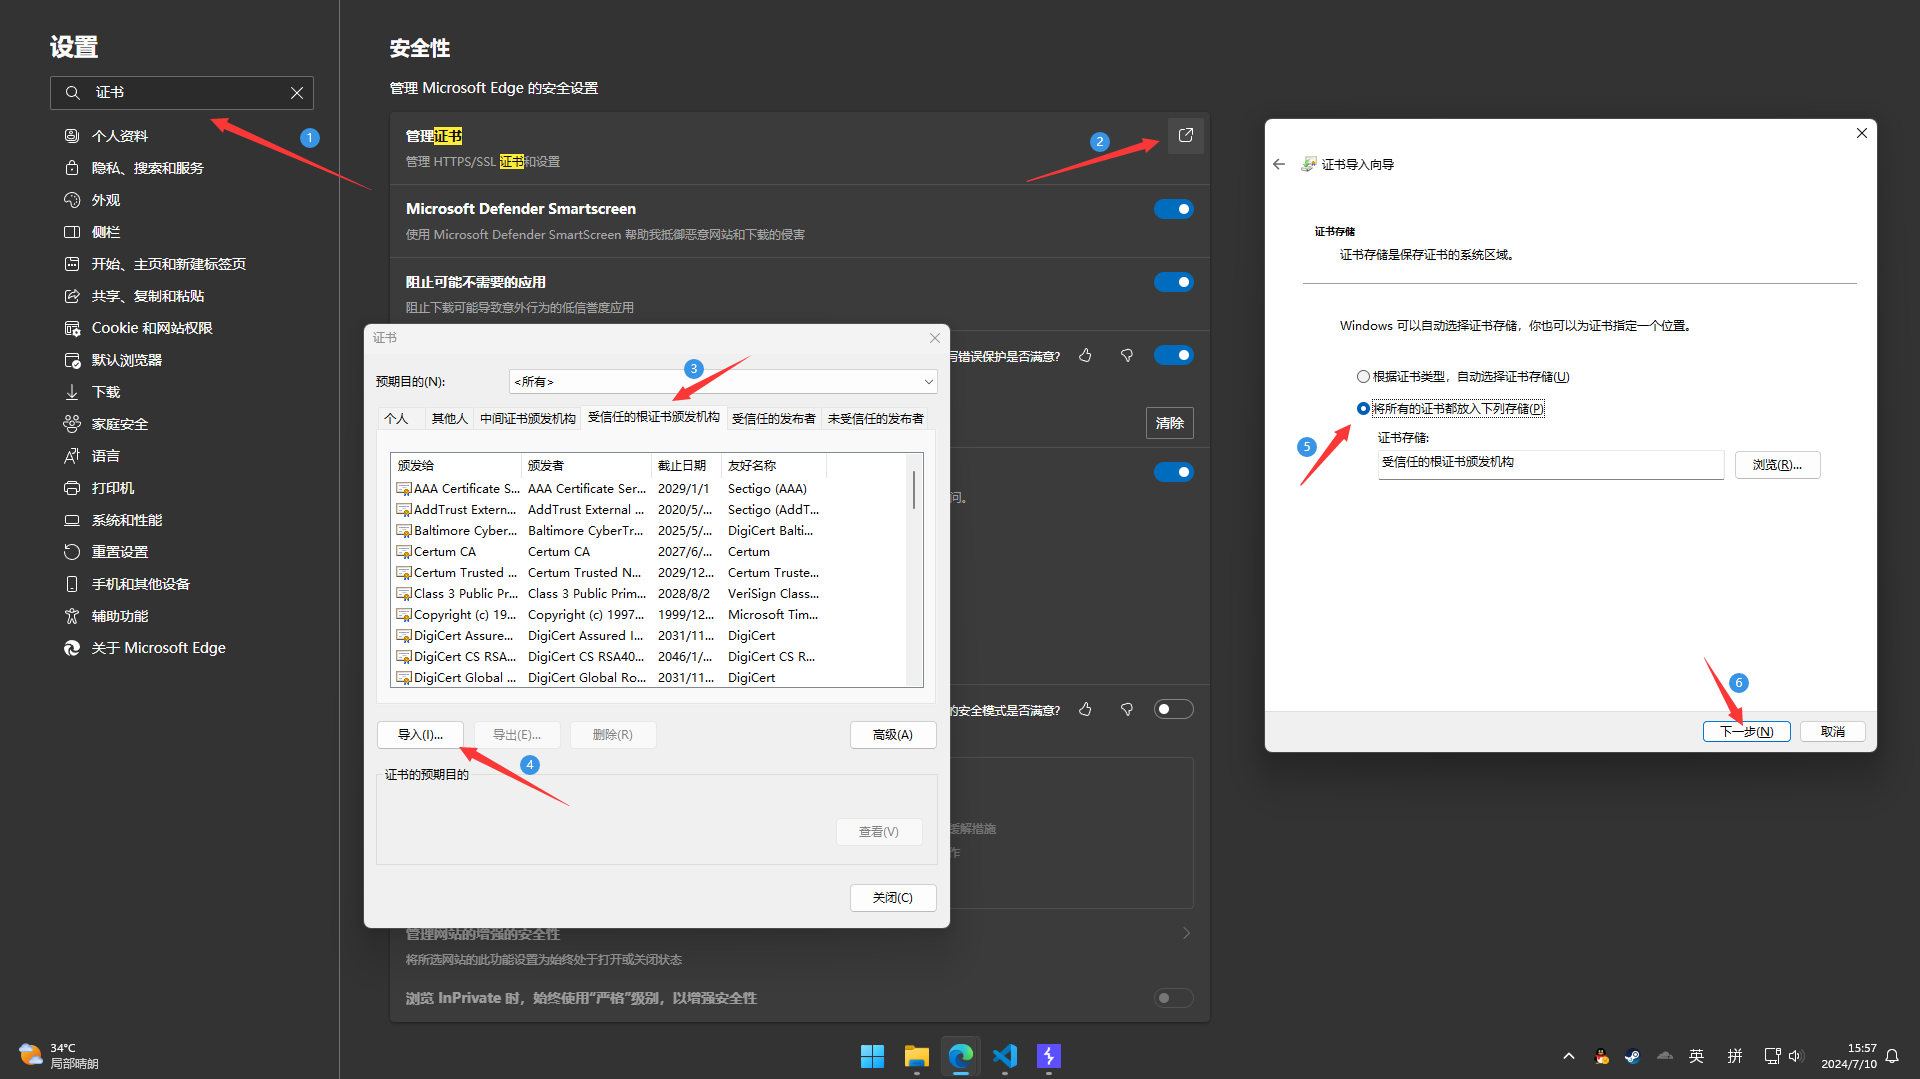 设置
证书
1
个人资料
隐私、搜索和服务
外观
侧栏
开始、主页和新建标签页
共享、复制和粘贴
Cookie 和网站权限
默认浏览器
下载
家庭安全
语言
打印机
系统和性能
重置设置
手机和其他设备
辅助功能
关于 Microsoft Edge
安全性
管理 Microsoft Edge 的安全设置
管理证书
管理 HTTPS/SSL 证书和设置
2
Microsoft Defender Smartscreen
使用 Microsoft Defender SmartScreen 帮助我抵御恶意网站和下载的侵害
阻止可能不需要的应用
阻止下载可能导致意外行为的低信誉度应用
写错误保护是否满意?
清除
问。
的安全模式是否满意?
缓解措施
作
管理网站的增强的安全性
将所选网站的此功能设置为始终处于打开或关闭状态
浏览 InPrivate 时，始终使用“严格”级别，以增强安全性
证书
预期目的(N):
<所有>
3
个人 其他人 中间证书颁发机构 受信任的根证书颁发机构 受信任的发布者 未受信任的发布者
颁发给 颁发者 截止日期 友好名称
AAA Certificate S... AAA Certificate Ser... 2029/1/1 Sectigo (AAA)
AddTrust Extern... AddTrust External ... 2020/5/... Sectigo (AddT...
Baltimore Cyber... Baltimore CyberTr... 2025/5/... DigiCert Balti...
Certum CA Certum CA 2027/6/... Certum
Certum Trusted ... Certum Trusted N... 2029/12... Certum Truste...
Class 3 Public Pr... Class 3 Public Prim... 2028/8/2 VeriSign Class...
Copyright (c) 19... Copyright (c) 1997... 1999/12... Microsoft Tim...
DigiCert Assure... DigiCert Assured I... 2031/11... DigiCert
DigiCert CS RSA... DigiCert CS RSA40... 2046/1/... DigiCert CS R...
DigiCert Global ... DigiCert Global Ro... 2031/11... DigiCert
导入(I)... 导出(E)... 删除(R) 高级(A)
4
证书的预期目的
查看(V)
关闭(C)
证书导入向导
证书存储
证书存储是保存证书的系统区域。
Windows 可以自动选择证书存储，你也可以为证书指定一个位置。
根据证书类型，自动选择证书存储(U)
将所有的证书都放入下列存储(P)
5
证书存储:
受信任的根证书颁发机构
浏览(R)...
6
下一步(N) 取消
34°C
局部晴朗
英 拼
15:57
2024/7/10